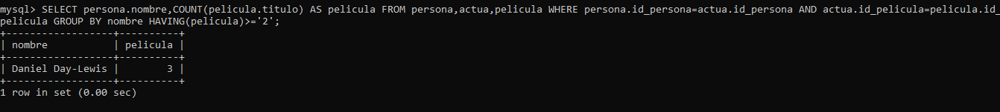 mysql> SELECT persona.nombre,COUNT(pelicula.titulo) AS pelicula FROM persona,actua,pelicula WHERE persona.id_persona=actua.id_persona AND actua.id_pelicula=pelicula.id_
pelicula GROUP BY nombre HAVING(pelicula)>='2';
+------------------+----------+
| nombre           | pelicula |
+------------------+----------+
| Daniel Day-Lewis |        3 |
+------------------+----------+
1 row in set (0.00 sec)